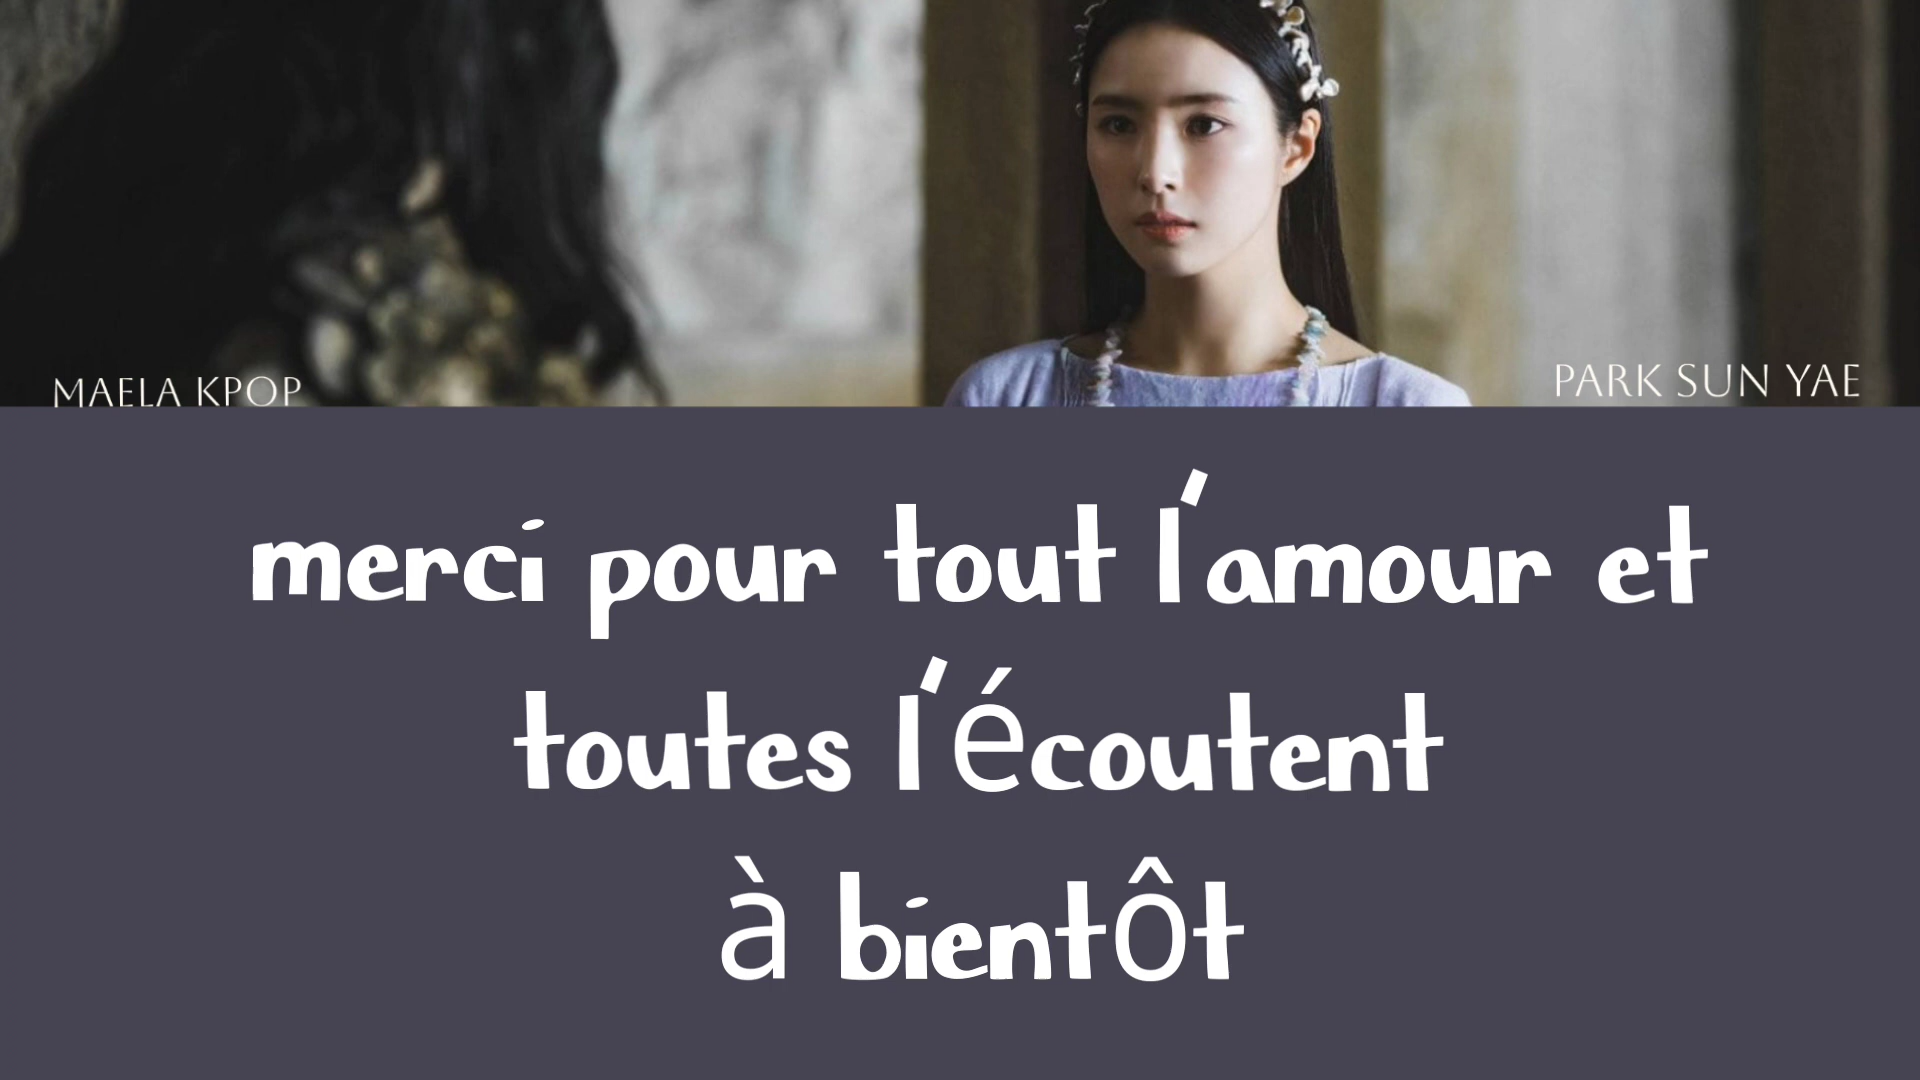 MAELA KPOP
PARK SUN YAE
merci pour tout l'amour et
toutes l'écoutent
à bientôt